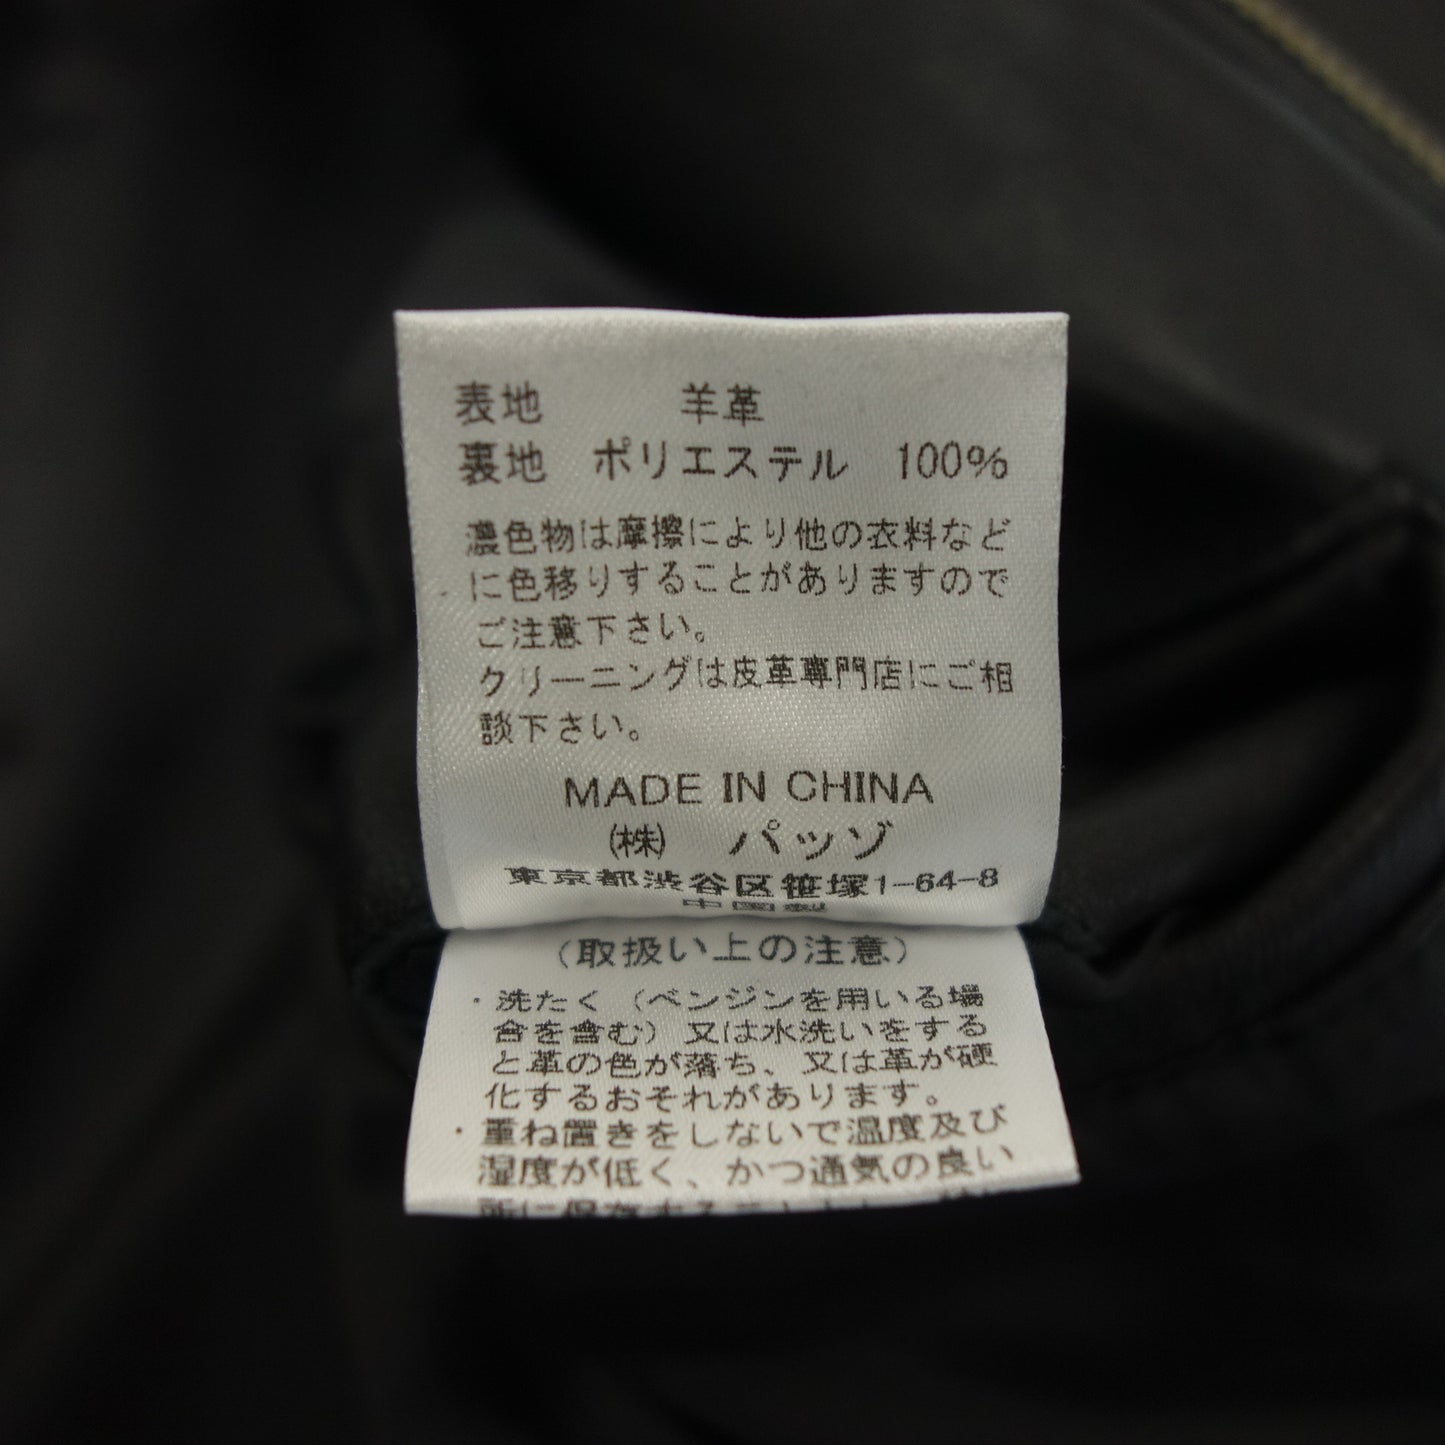 表地 羊革
裏地 ポリエステル 100%
濃色物は摩擦により他の衣料など
に色移りすることがありますので
ご注意下さい。
クリーニングは皮革専門店にご相
談下さい。
MADE IN CHINA
㈱ パッゾ
東京都渋谷区笹塚1-64-8
中国製
(取扱い上の注意)
・洗たく(ベンジンを用いる場
合を含む)又は水洗いをする
と革の色が落ち、又は革が硬
化するおそれがあります。
・重ね置きをしないで温度及び
湿度が低く、かつ通気の良い
所に保存すること